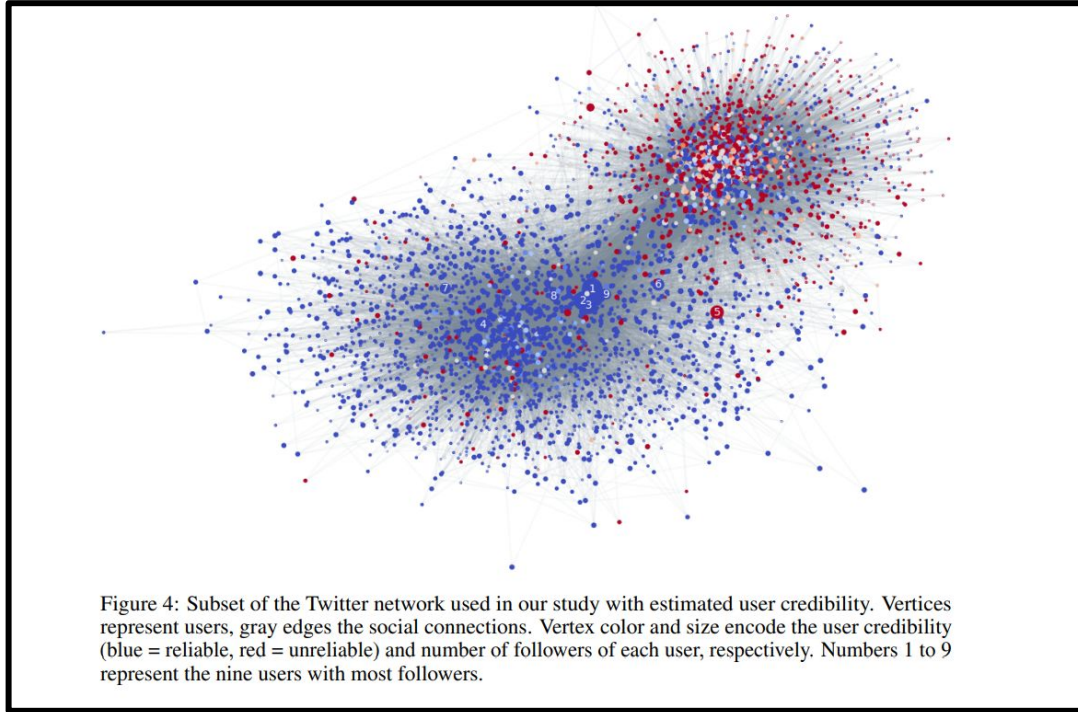 7
8
1
2
3
9
6
4
5
Figure 4: Subset of the Twitter network used in our study with estimated user credibility. Vertices
represent users, gray edges the social connections. Vertex color and size encode the user credibility
(blue = reliable, red = unreliable) and number of followers of each user, respectively. Numbers 1 to 9
represent the nine users with most followers.